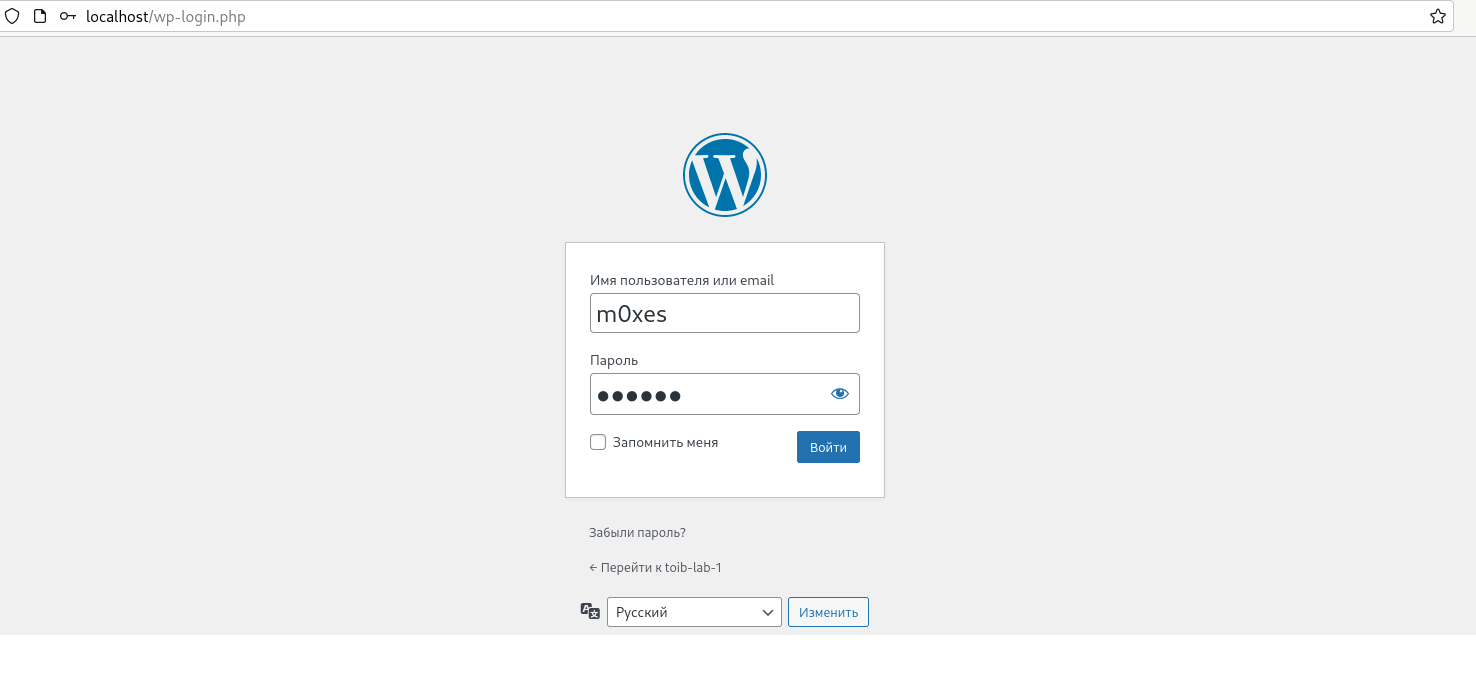 localhost/wp-login.php
Имя пользователя или email
m0xes
Пароль
●●●●●●
Запомнить меня
Войти
Забыли пароль?
← Перейти к toib-lab-1
Русский
Изменить